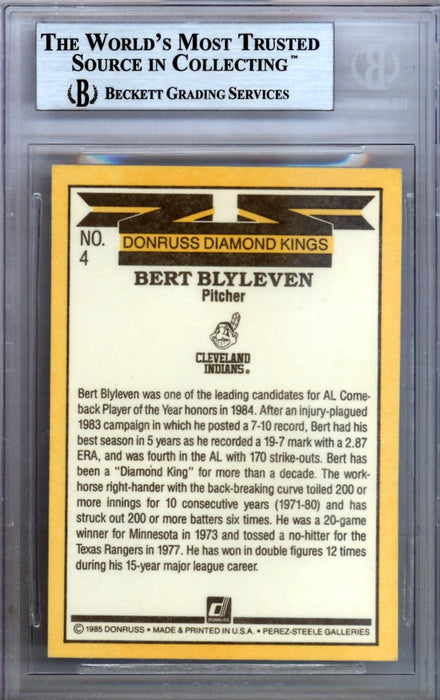 THE WORLD'S MOST TRUSTED
SOURCE IN COLLECTING™
B BECKETT GRADING SERVICES
NO.
4
DONRUSS DIAMOND KINGS
BERT BLYLEVEN
Pitcher
CLEVELAND
INDIANS®
Bert Blyleven was one of the leading candidates for AL Come-
back Player of the Year honors in 1984. After an injury-plagued
1983 campaign in which he posted a 7-10 record, Bert had his
best season in 5 years as he recorded a 19-7 mark with a 2.87
ERA, and was fourth in the AL with 170 strike-outs. Bert has
been a "Diamond King" for more than a decade. The work-
horse right-hander with the back-breaking curve toiled 200 or
more innings for 10 consecutive years (1971-80) and has
struck out 200 or more batters six times. He was a 20-game
winner for Minnesota in 1973 and tossed a no-hitter for the
Texas Rangers in 1977. He has won in double figures 12 times
during his 15-year major league career.
d
DONRUSS
© 1985 DONRUSS • MADE & PRINTED IN U.S.A. • PEREZ-STEELE GALLERIES